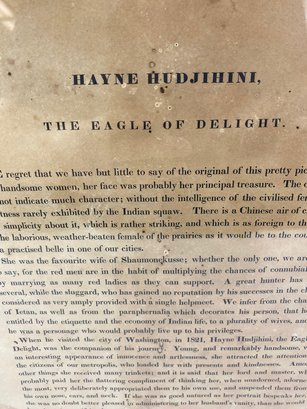 HAYNE HUDJIHINI,
THE EAGLE OF DELIGHT.
E regret that we have but little to say of the original of this pretty pic
handsome women, her face was probably her principal treasure. The c
not indicate much character; without the intelligence of the civilised fe
tness rarely exhibited by the Indian squaw. There is a Chinese air of c
simplicity about it, which is rather striking, and which is as foreign to th
he laborious, weather-beaten female of the prairies as it would be to the cou
a practised belle in one of our cities.
She was the favourite wife of Shaumonekusse; whether the only one, we ar
o say, for the red men are in the habit of multiplying the chances of connubia
y marrying as many red ladies as they can support. A great hunter has
several, while the sluggard, who has gained no reputation by his successes in the c
considered as very amply provided with a single helpmeet. We infer from the char
of Ietan, as well as from the paraphernalia which decorates his person, that he
entitled by the etiquette and the economy of Indian life, to a plurality of wives, and
he was a personage who would probably live up to his privileges.
When he visited the city of Washington, in 1821, Hayne Hudjihini, the Eagle
Delight, was the companion of his journey. Young, and remarkably handsome,
an interesting appearance of innocence and artlessness, she attracted the attention
the citizens of our metropolis, who loaded her with presents and kindnesses. Amo
other things she received many trinkets; and it is said that her lord and master, wh
probably paid her the flattering compliment of thinking her, when unadorned, adorn
the most, very deliberately appropriated them to his own use, and suspended them from
his own nose, ears, and neck. If she was as good natured as her portrait bespeaks
she was no doubt better pleased in administering to her husband's vanity, than she wou